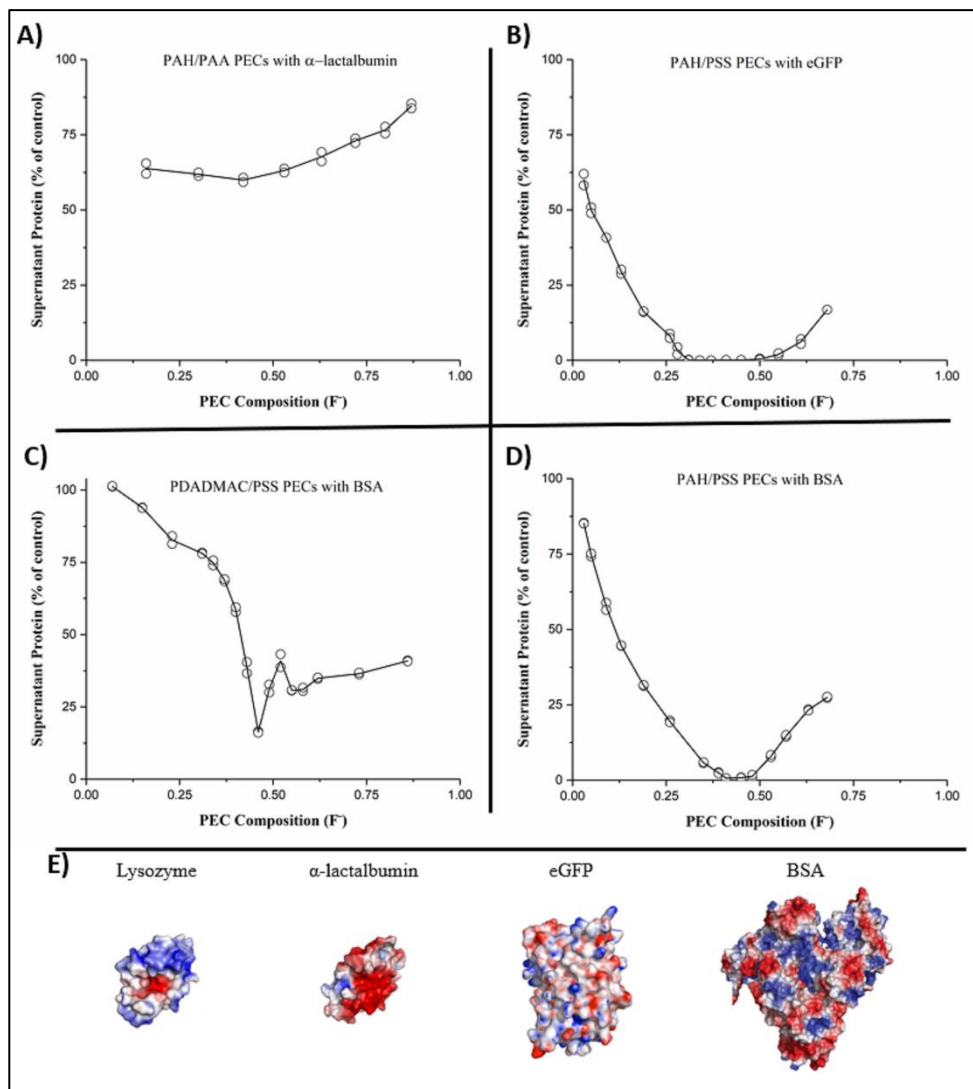 A)
PAH/PAA PECs with α−lactalbumin
Supernatant Protein (% of control)
100
75
50
25
0
0.00 0.25 0.50 0.75 1.00
PEC Composition (F⁻)
B)
PAH/PSS PECs with eGFP
Supernatant Protein (% of control)
100
75
50
25
0
0.00 0.25 0.50 0.75 1.00
PEC Composition (F⁻)
C)
PDADMAC/PSS PECs with BSA
Supernatant Protein (% of control)
100
75
50
25
0
0.00 0.25 0.50 0.75 1.00
PEC Composition (F⁻)
D)
PAH/PSS PECs with BSA
Supernatant Protein (% of control)
100
75
50
25
0
0.00 0.25 0.50 0.75 1.00
PEC Composition (F⁻)
E)
Lysozyme α-lactalbumin eGFP BSA